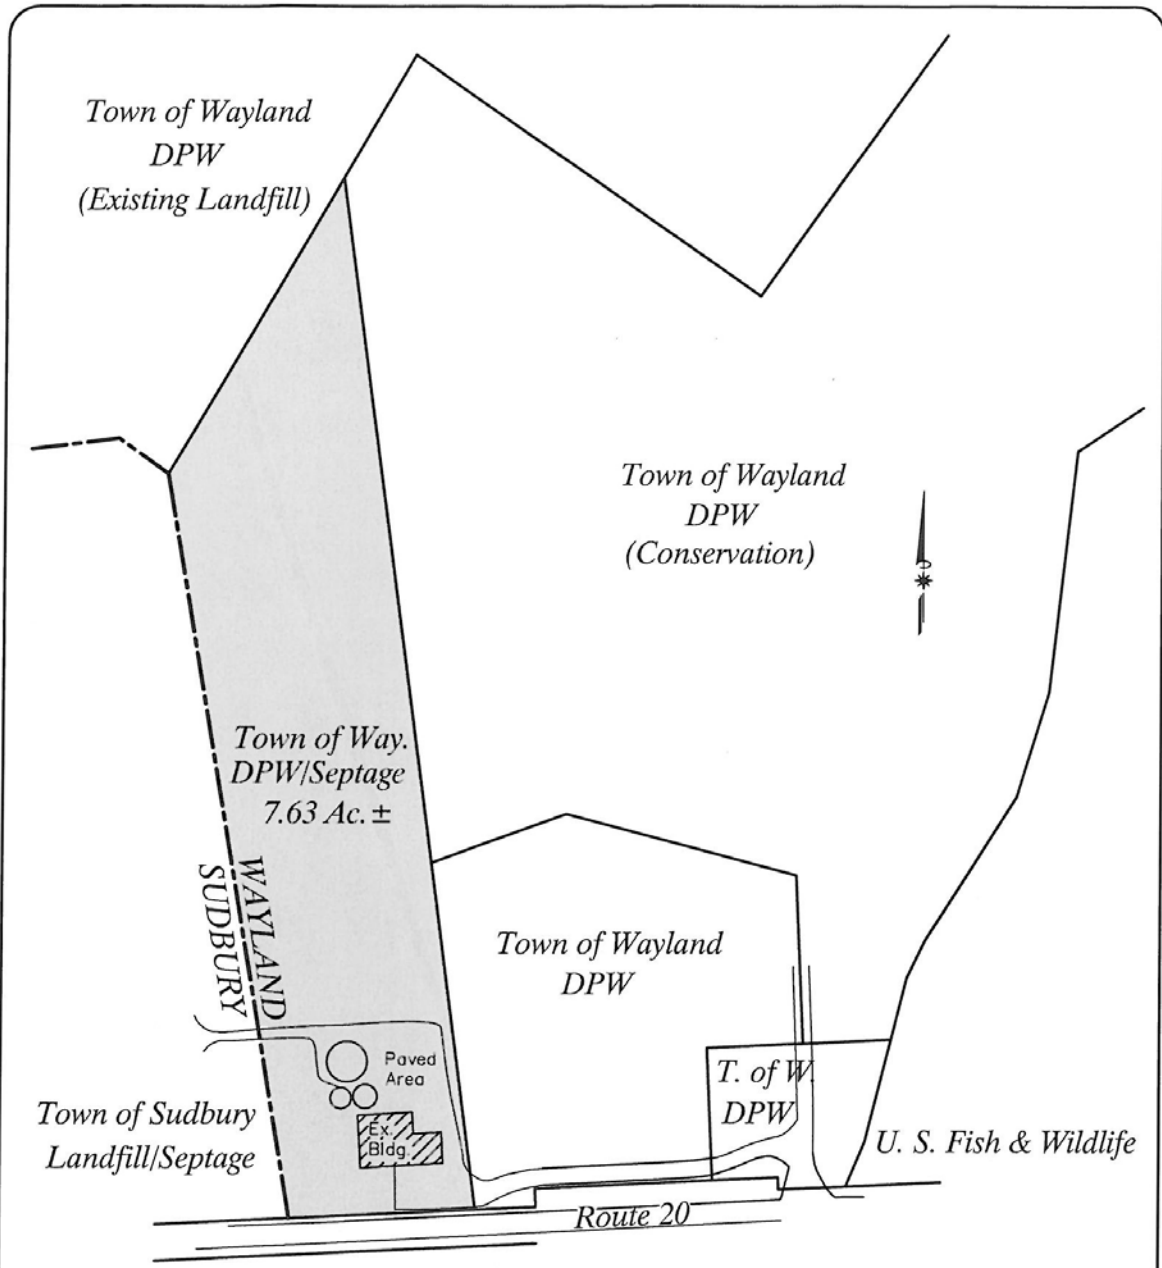 Town of Wayland
DPW
(Existing Landfill)
Town of Wayland
DPW
(Conservation)
Town of Way.
DPW/Septage
7.63 Ac. ±
WAYLAND
SUDBURY
Town of Wayland
DPW
Paved
Area
T. of W.
DPW
Ex.
Bldg.
Town of Sudbury
Landfill/Septage
U. S. Fish & Wildlife
Route 20